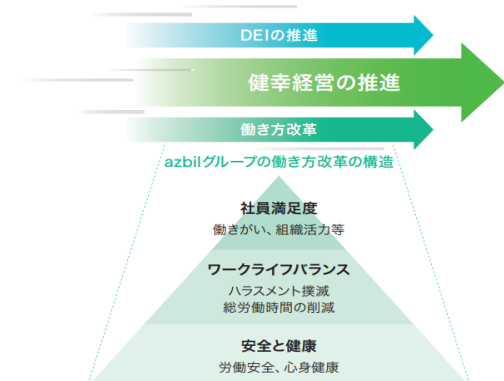 DEIの推進
健幸経営の推進
働き方改革
azbilグループの働き方改革の構造
社員満足度
働きがい、組織活力等
ワークライフバランス
ハラスメント撲滅
総労働時間の削減
安全と健康
労働安全、心身健康